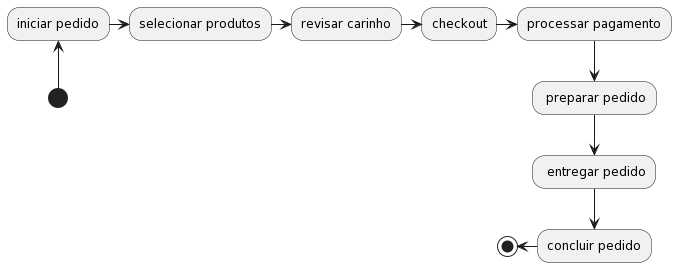 iniciar pedido
selecionar produtos
revisar carinho
checkout
processar pagamento
preparar pedido
entregar pedido
concluir pedido